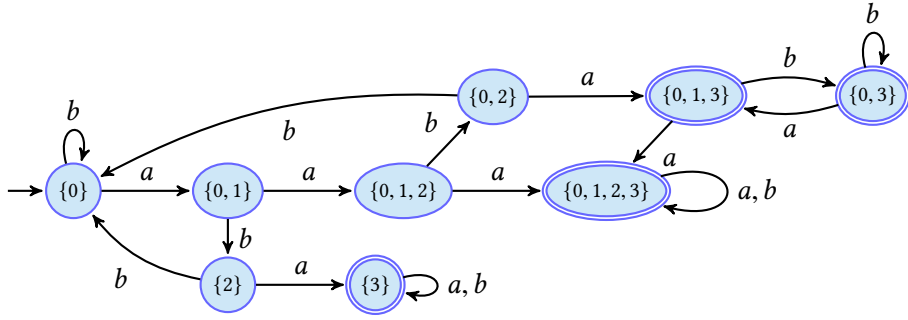 b
b
a
{0, 2}
a
{0, 1, 3}
b
{0, 3}
a
b
b
{0}
a
{0, 1}
a
{0, 1, 2}
a
{0, 1, 2, 3}
a
a, b
b
b
{2}
a
{3}
a, b